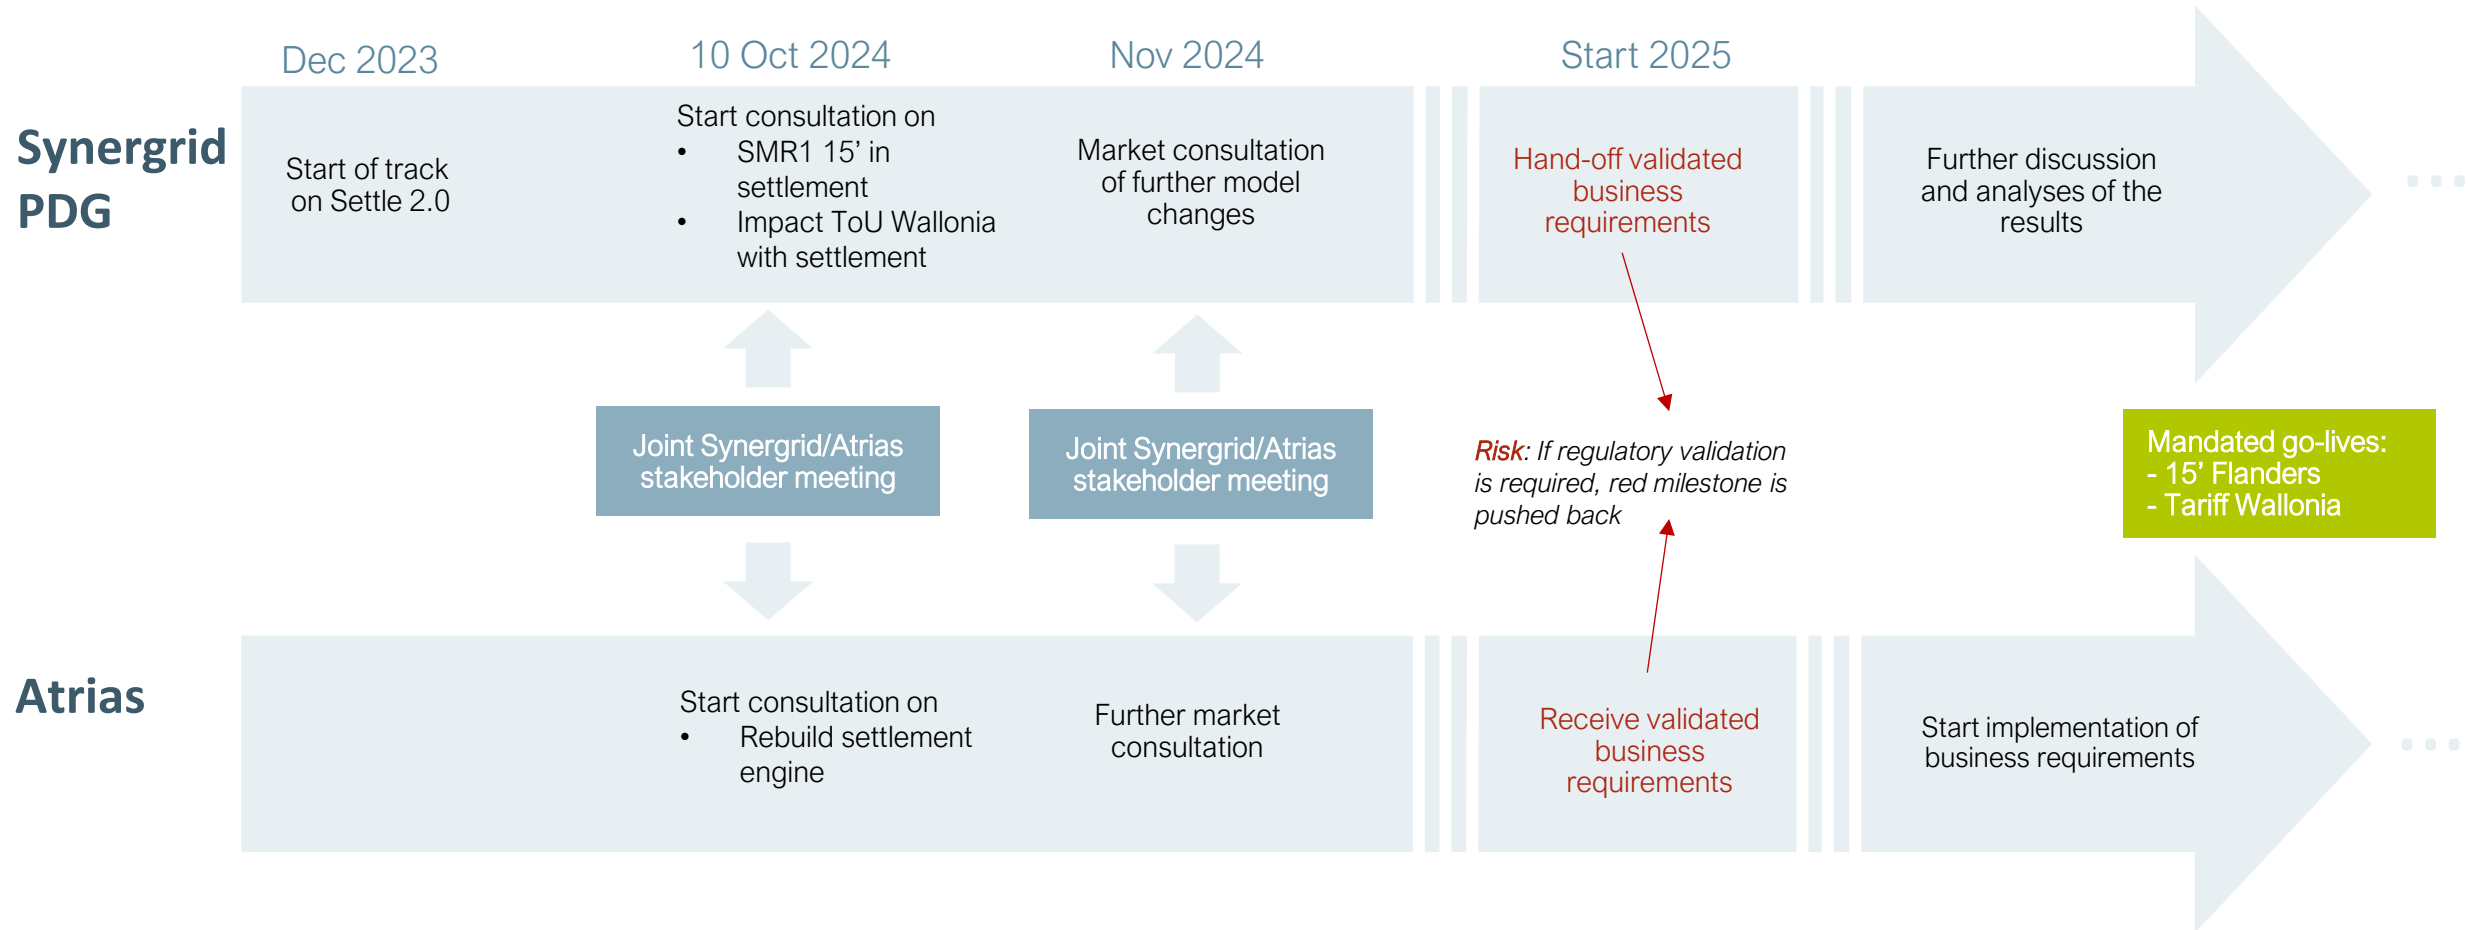 Dec 2023
10 Oct 2024
Nov 2024
Start 2025
Synergrid
PDG
Start of track
on Settle 2.0
Start consultation on
• SMR1 15’ in
settlement
• Impact ToU Wallonia
with settlement
Market consultation
of further model
changes
Hand-off validated
business
requirements
Further discussion
and analyses of the
results
...
Joint Synergrid/Atrias
stakeholder meeting
Joint Synergrid/Atrias
stakeholder meeting
Risk: If regulatory validation
is required, red milestone is
pushed back
Mandated go-lives:
- 15’ Flanders
- Tariff Wallonia
Atrias
Start consultation on
• Rebuild settlement
engine
Further market
consultation
Receive validated
business
requirements
Start implementation of
business requirements
...